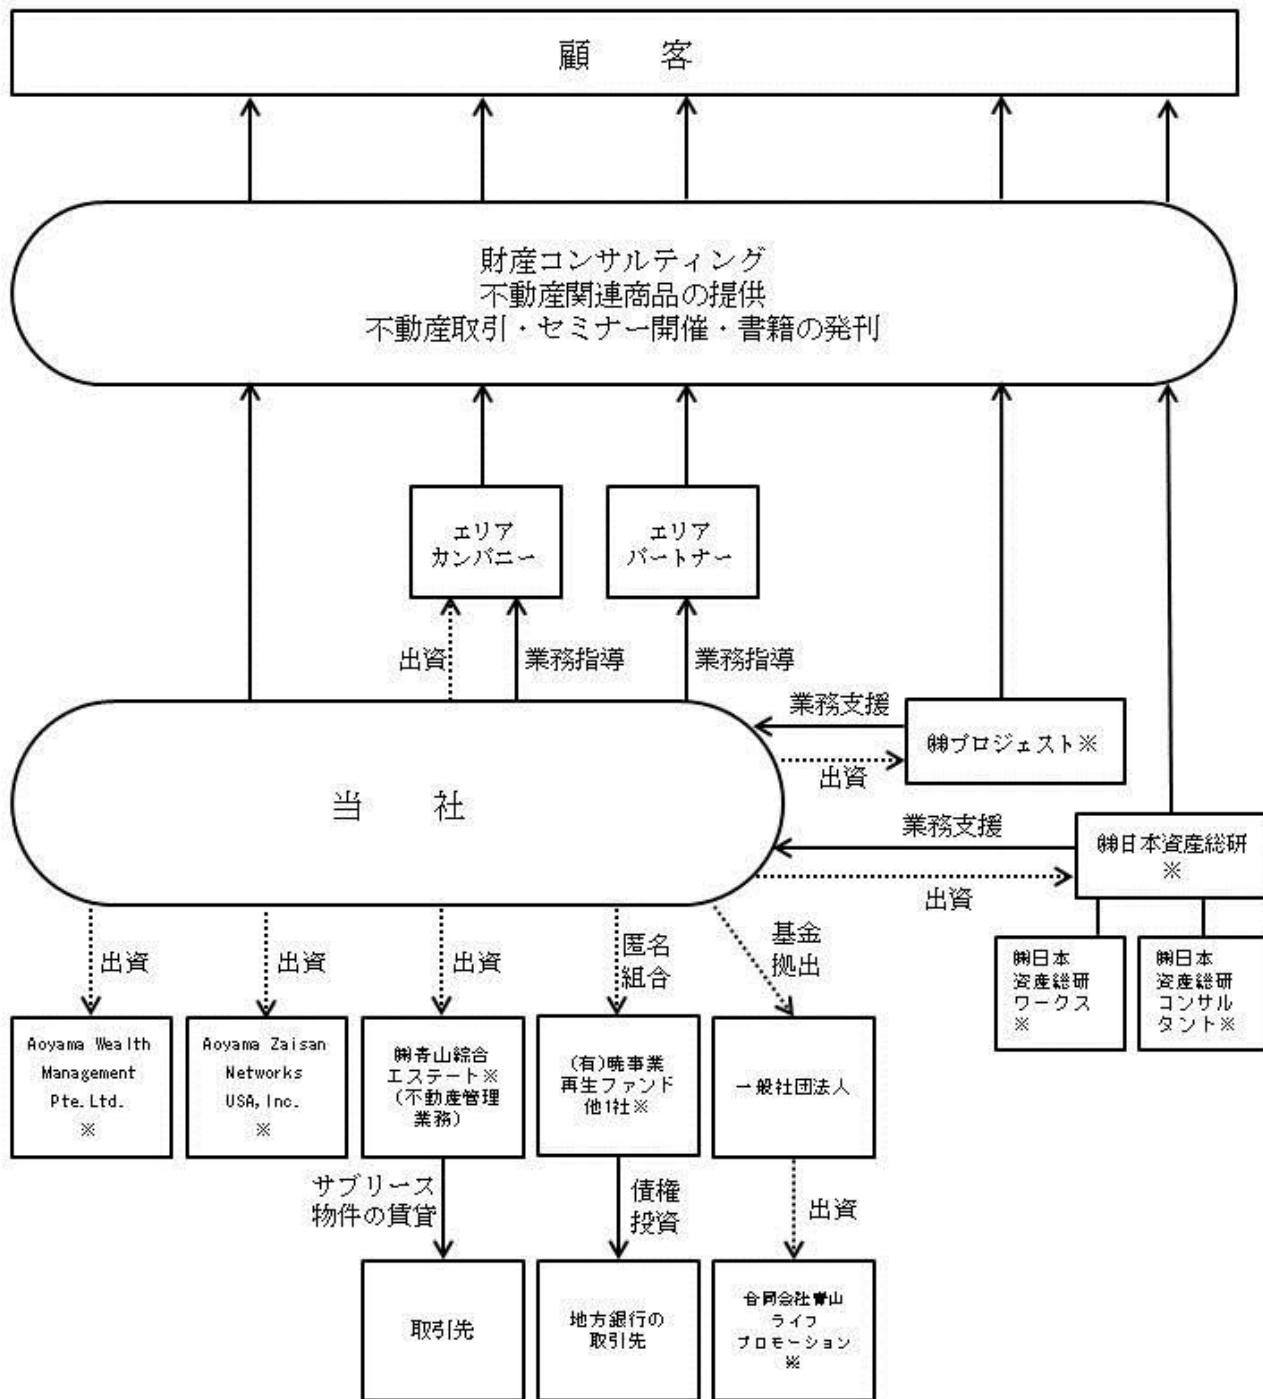 顧 客
財産コンサルティング
不動産関連商品の提供
不動産取引・セミナー開催・書籍の発刊
エリア
カンパニー
エリア
パートナー
出資
業務指導
業務指導
業務支援
㈱プロジェスト※
出資
当 社
業務支援
㈱日本資産総研
※
出資
㈱日本
資産総研
ワークス
※
㈱日本
資産総研
コンサル
タント※
出資
出資
出資
匿名
組合
基金
拠出
Aoyama Wealth
Management
Pte.Ltd.
※
Aoyama Zaisan
Networks
USA,Inc.
※
㈱青山綜合
エステート※
(不動産管理
業務)
(有)暁事業
再生ファンド
他1社※
一般社団法人
サブリース
物件の賃貸
債権
投資
出資
取引先
地方銀行の
取引先
合同会社青山
ライフ
プロモーション
※